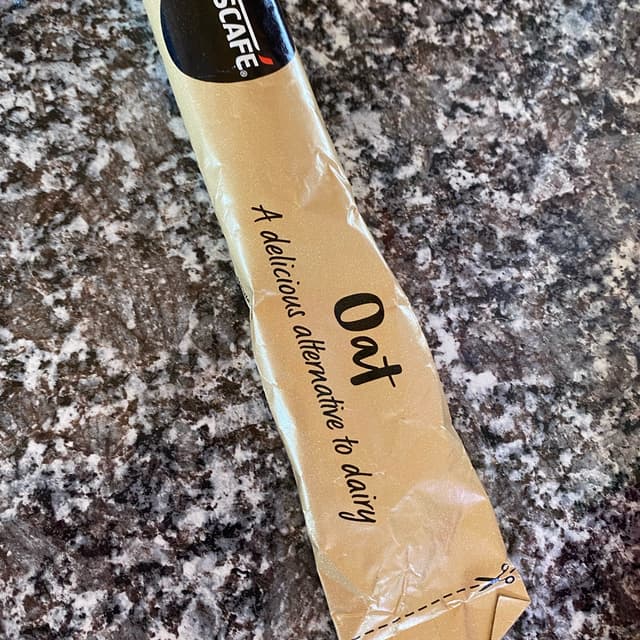 SCAFÉ®
Oat
A delicious alternative to dairy